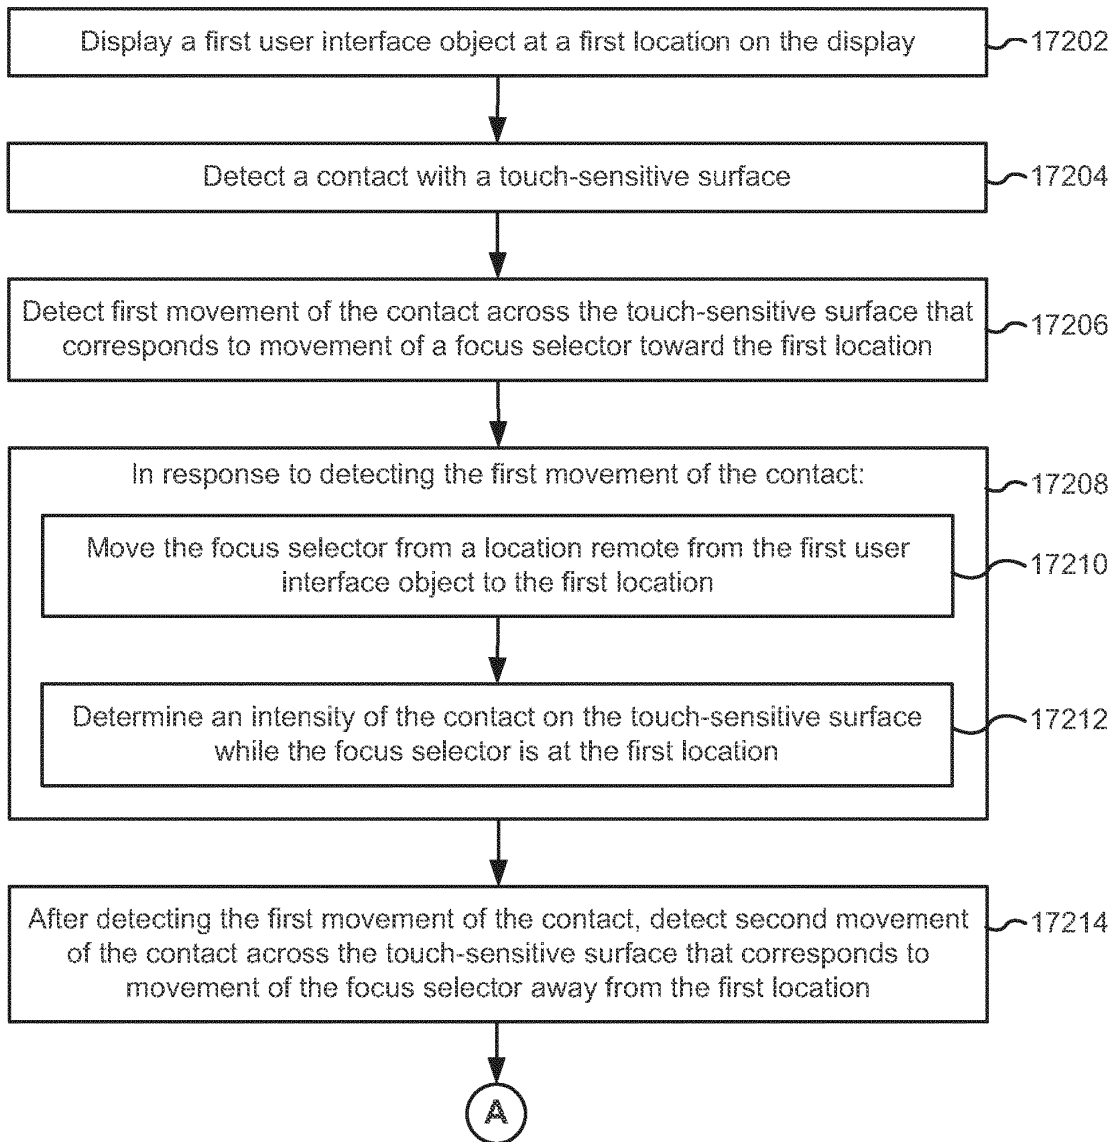 Display a first user interface object at a first location on the display
17202
Detect a contact with a touch-sensitive surface
17204
Detect first movement of the contact across the touch-sensitive surface that
corresponds to movement of a focus selector toward the first location
17206
In response to detecting the first movement of the contact:
17208
Move the focus selector from a location remote from the first user
interface object to the first location
17210
Determine an intensity of the contact on the touch-sensitive surface
while the focus selector is at the first location
17212
After detecting the first movement of the contact, detect second movement
of the contact across the touch-sensitive surface that corresponds to
movement of the focus selector away from the first location
17214
A